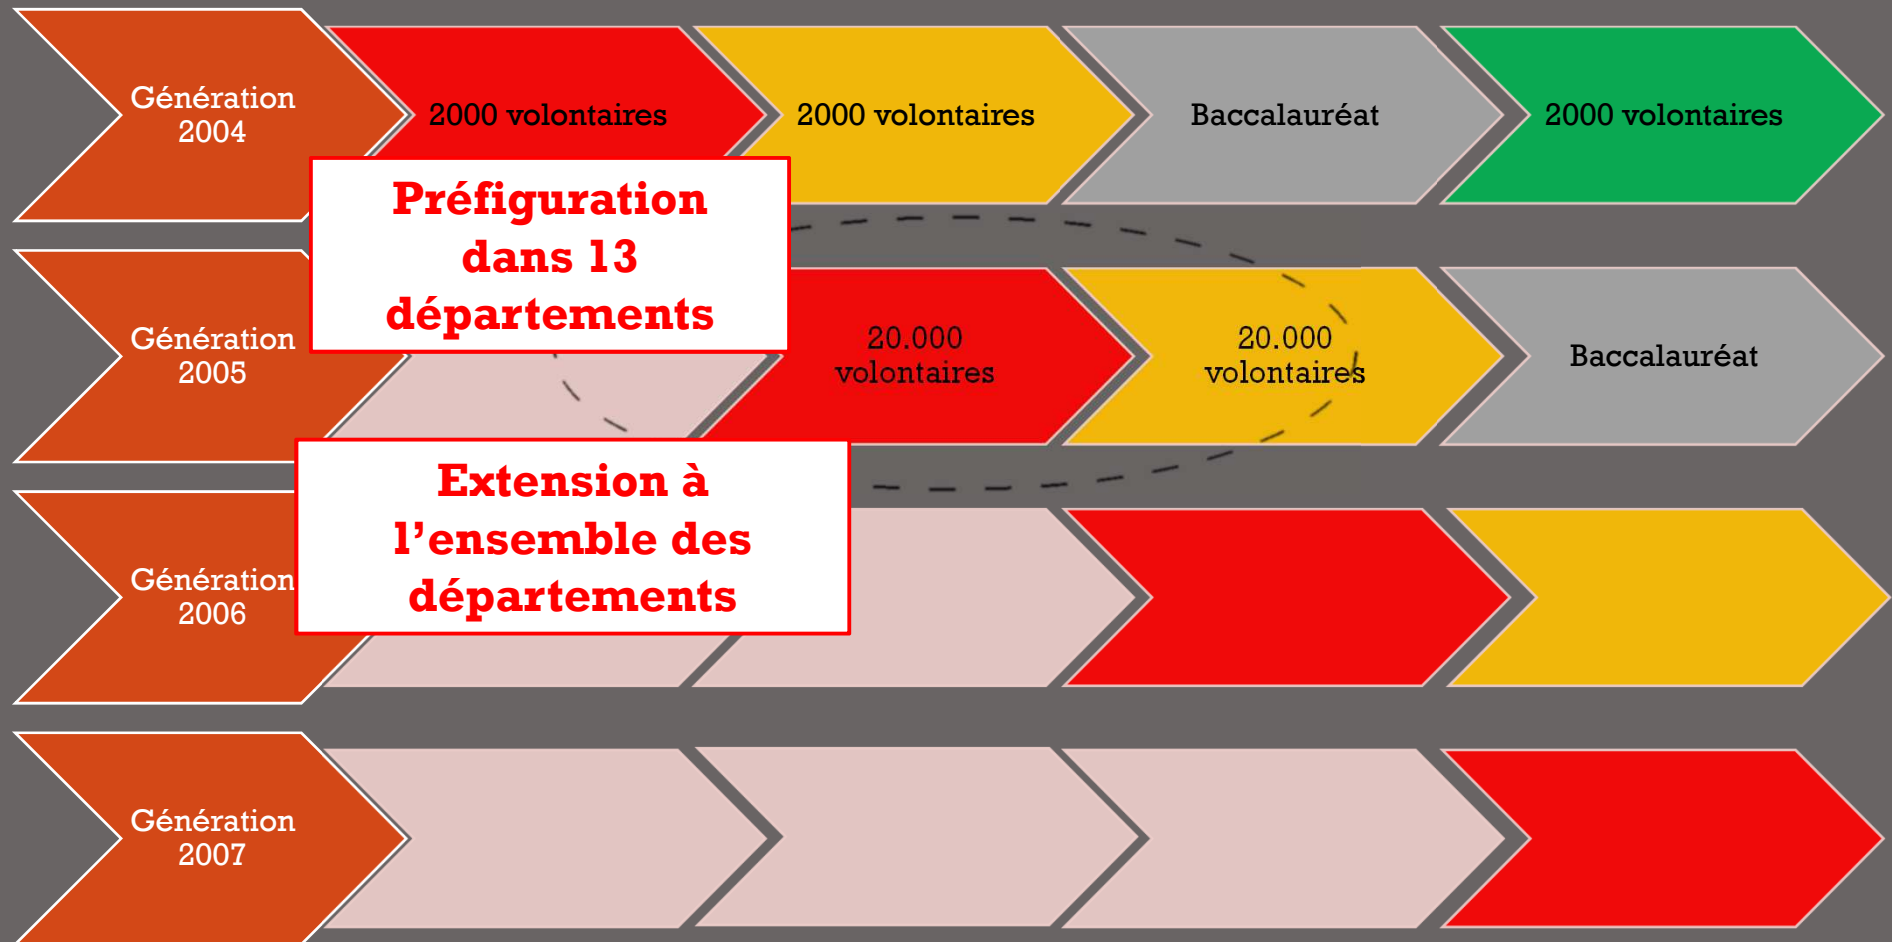 Génération
2004
2000 volontaires
2000 volontaires
Baccalauréat
2000 volontaires
Préfiguration
dans 13
départements
Génération
2005
20.000
volontaires
20.000
volontaires
Baccalauréat
Extension à
l’ensemble des
départements
Génération
2006
Génération
2007